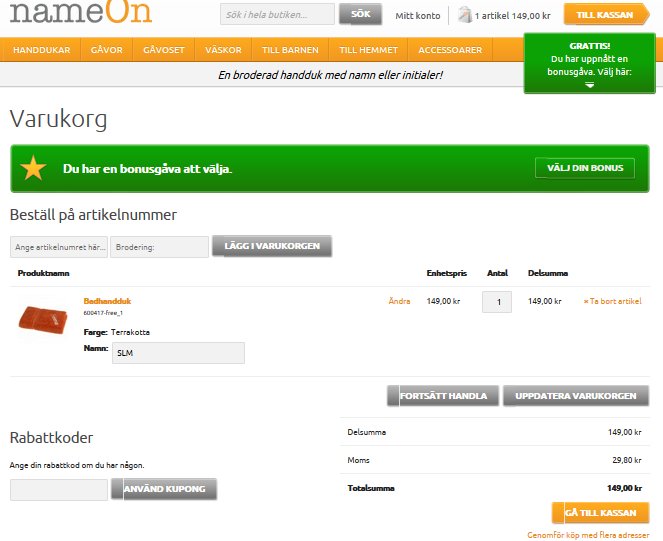 nameOn
Sök i hela butiken...
SÖK
Mitt konto
1 artikel 149,00 kr
TILL KASSAN
HANDDUKAR
GÅVOR
GÅVOSET
VÄSKOR
TILL BARNEN
TILL HEMMET
ACCESSOARER
GRATTIS!
Du har uppnått en
bonusgåva. Välj här:
En broderad handduk med namn eller initialer!
Varukorg
Du har en bonusgåva att välja.
VÄLJ DIN BONUS
Beställ på artikelnummer
Ange artikelnumret här...
Brodering:
LÄGG I VARUKORGEN
Produktnamn
Enhetspris
Antal
Delsumma
Badhandduk
Ändra
149,00 kr
1
149,00 kr
× Ta bort artikel
600417-free_1
Farge: Terrakotta
Namn: SLM
FORTSÄTT HANDLA
UPPDATERA VARUKORGEN
Rabattkoder
Ange din rabattkod om du har någon.
ANVÄND KUPONG
Delsumma 149,00 kr
Moms 29,80 kr
Totalsumma 149,00 kr
GÅ TILL KASSAN
Genomför köp med flera adresser